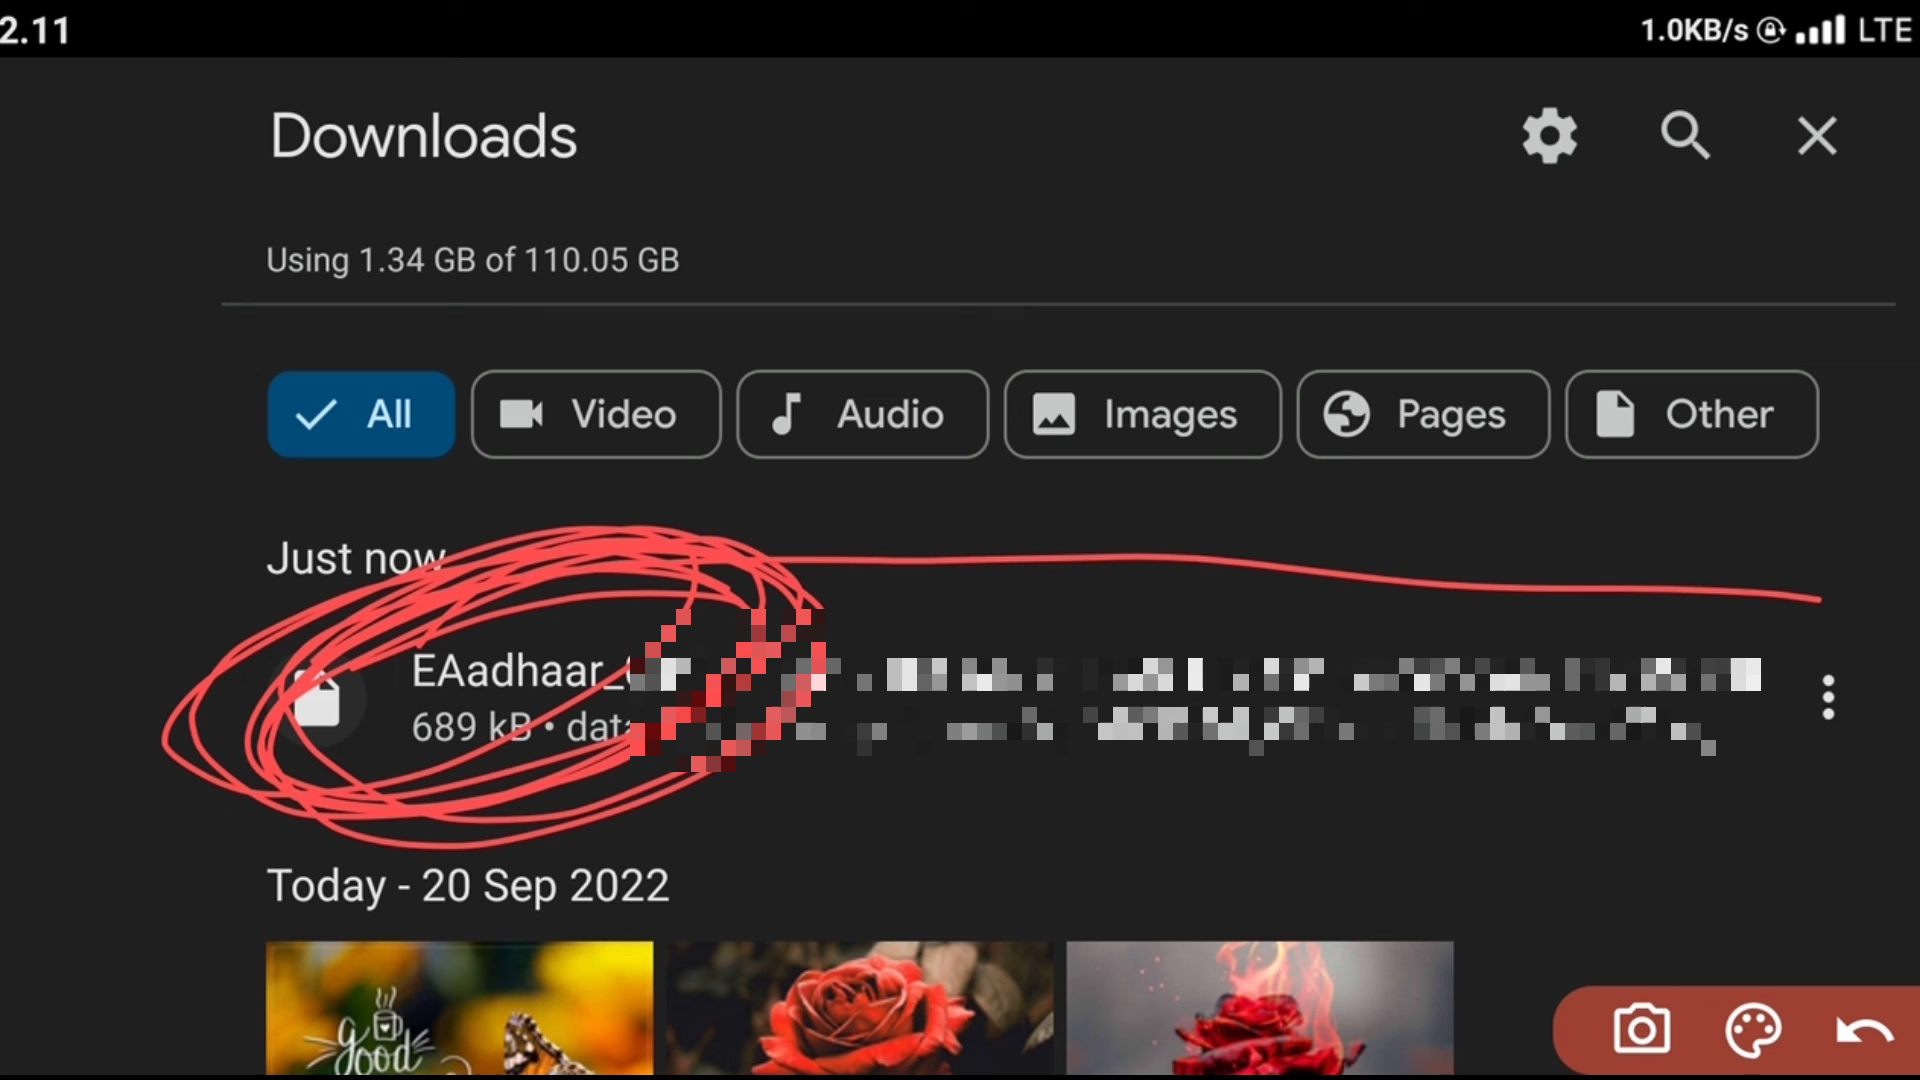 2.11 1.0KB/s LTE
Downloads
Using 1.34 GB of 110.05 GB
All Video Audio Images Pages Other
Just now
EAadhaar_
689 kB •
Today - 20 Sep 2022
good